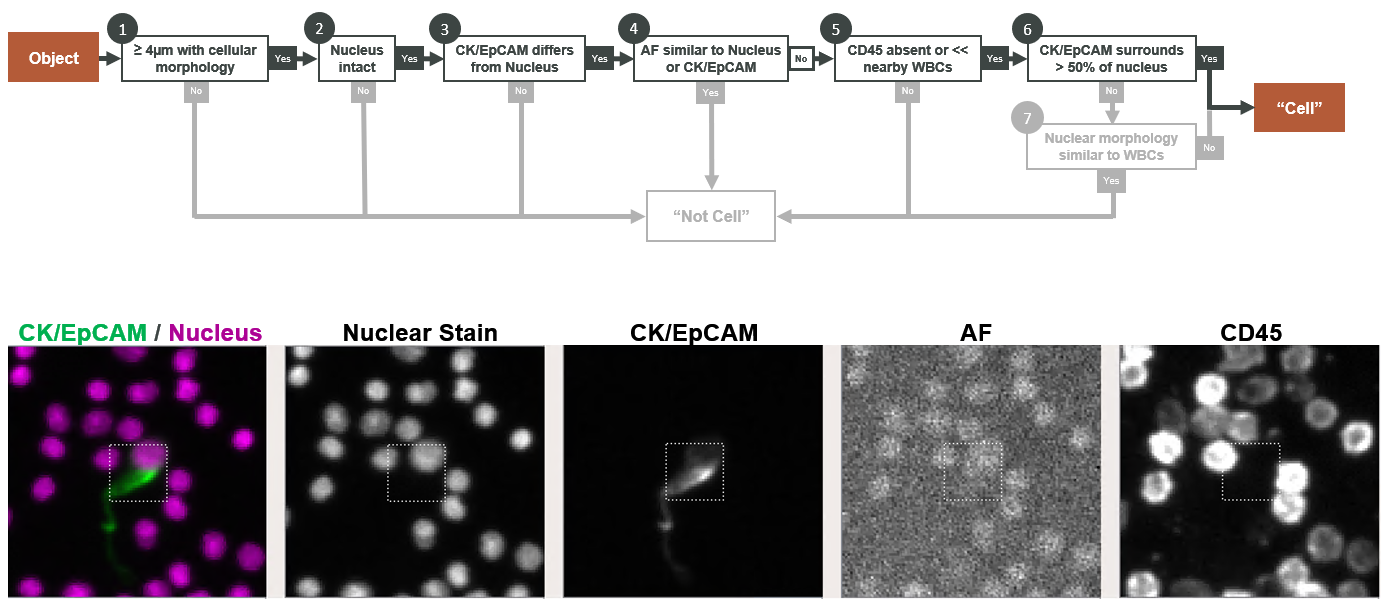 1
2
3
4
5
6
Object
≥ 4μm with cellular
morphology
Yes
Nucleus
intact
Yes
CK/EpCAM differs
from Nucleus
Yes
AF similar to Nucleus
or CK/EpCAM
No
CD45 absent or <<
nearby WBCs
Yes
CK/EpCAM surrounds
> 50% of nucleus
Yes
No
No
No
Yes
No
No
7
Nuclear morphology
similar to WBCs
No
Yes
“Cell”
“Not Cell”
CK/EpCAM / Nucleus
Nuclear Stain
CK/EpCAM
AF
CD45